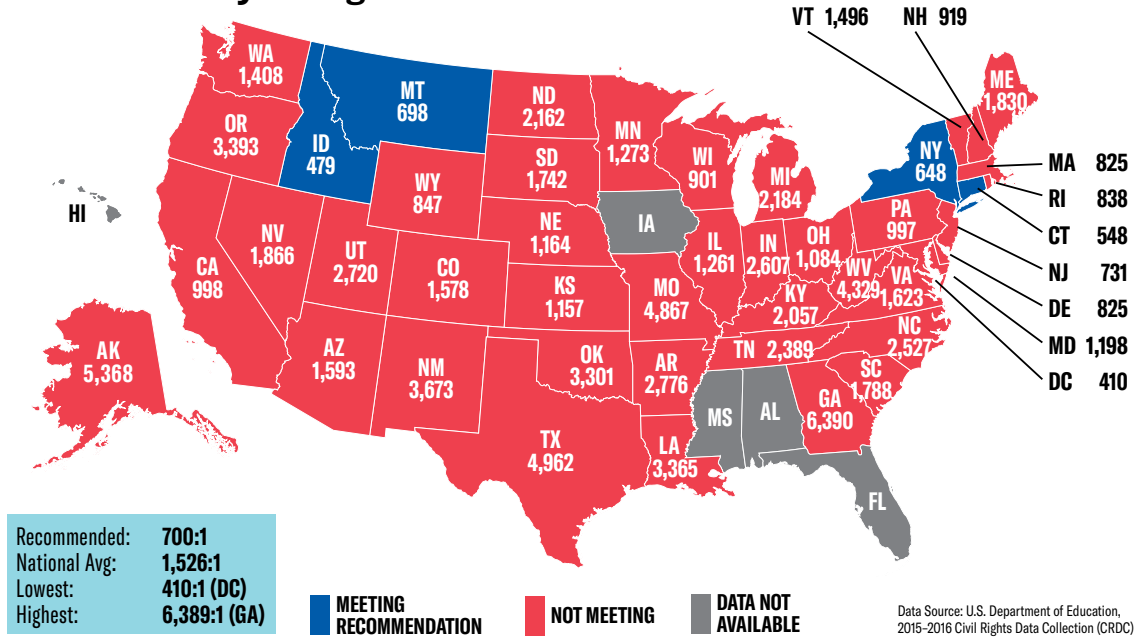 VT 1,496
NH 919
WA
1,408
MT
698
ND
2,162
MN
1,273
ME
1,830
OR
3,393
ID
479
SD
1,742
WI
901
MI
2,184
NY
648
MA 825
RI 838
CT 548
NJ 731
DE 825
MD 1,198
DC 410
HI
WY
847
IA
NE
1,164
PA
997
NV
1,866
UT
2,720
CO
1,578
IL
1,261
IN
2,607
OH
1,084
WV
4,329
VA
1,623
CA
998
KS
1,157
MO
4,867
KY
2,057
NC
2,527
AK
5,368
AZ
1,593
NM
3,673
OK
3,301
AR
2,776
TN 2,389
SC
1,788
MS
AL
GA
6,390
TX
4,962
LA
3,365
FL
Recommended: 700:1
National Avg: 1,526:1
Lowest: 410:1 (DC)
Highest: 6,389:1 (GA)
MEETING
RECOMMENDATION
NOT MEETING
DATA NOT
AVAILABLE
Data Source: U.S. Department of Education,
2015-2016 Civil Rights Data Collection (CRDC)